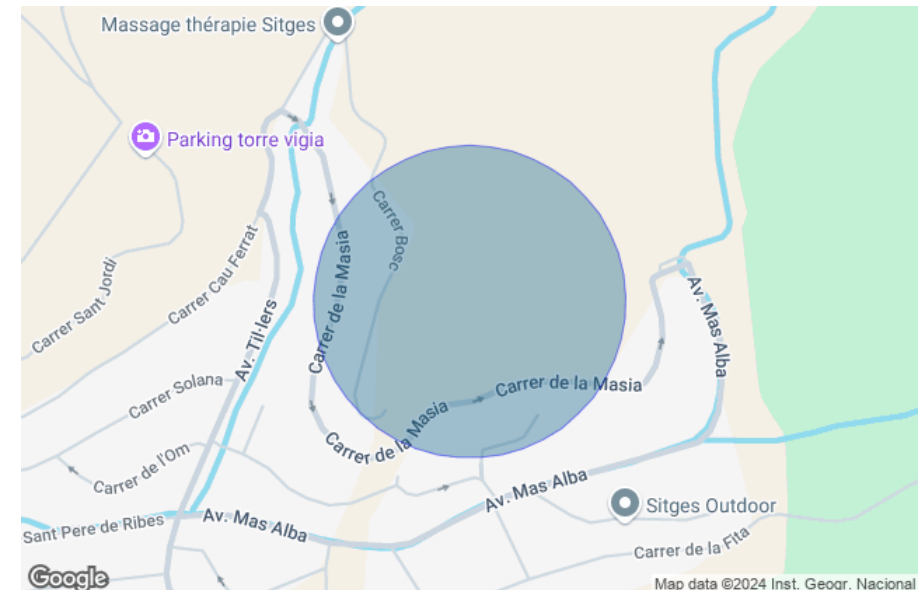 Massage thérapie Sitges
Parking torre vigia
Carrer Bosc
Carrer Cau Ferrat
Carrer de la Masia
Carrer Sant Jordi
Av. Til·lers
Av. Mas Alba
Carrer Solana
Carrer de la Masia
Carrer de la Masia
Carrer de l'Om
Av. Mas Alba
Sitges Outdoor
Sant Pere de Ribes
Av. Mas Alba
Carrer de la Fita
Google
Map data ©2024 Inst. Geogr. Nacional